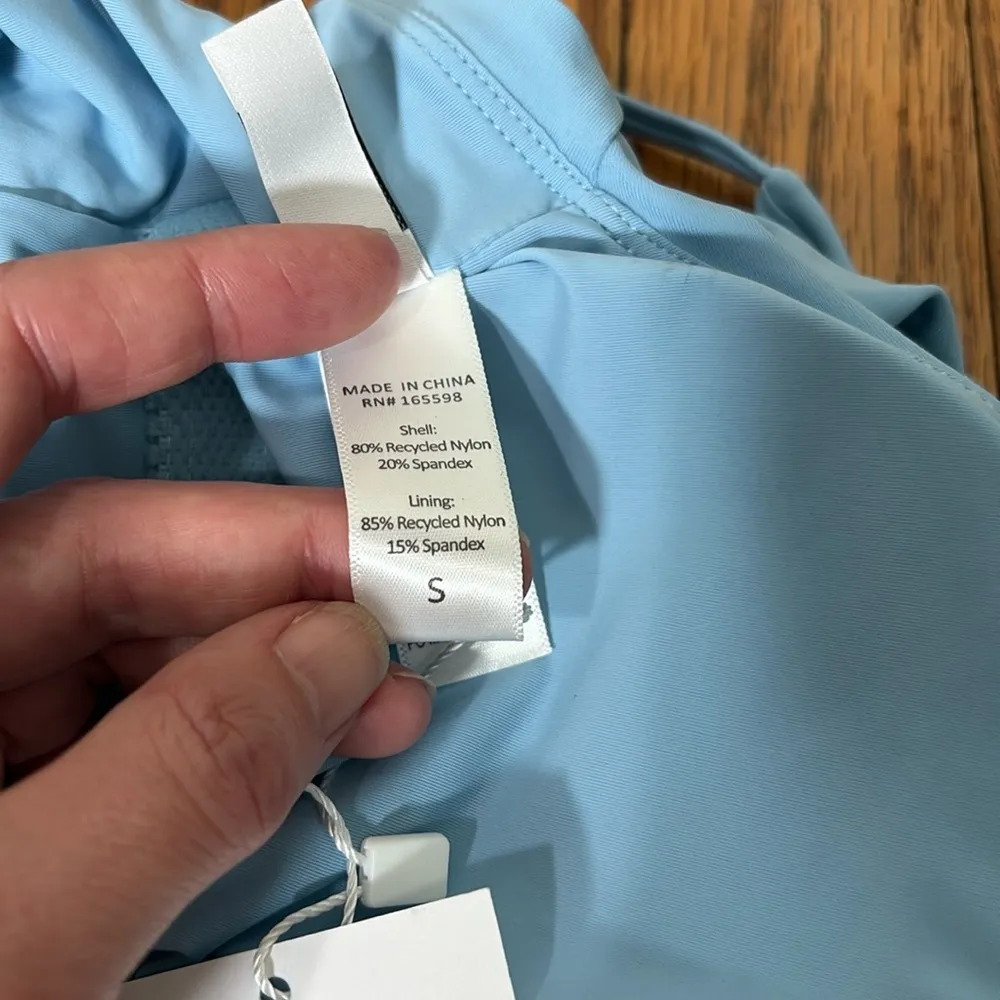 MADE IN CHINA
RN# 165598
Shell:
80% Recycled Nylon
20% Spandex
Lining:
85% Recycled Nylon
15% Spandex
S